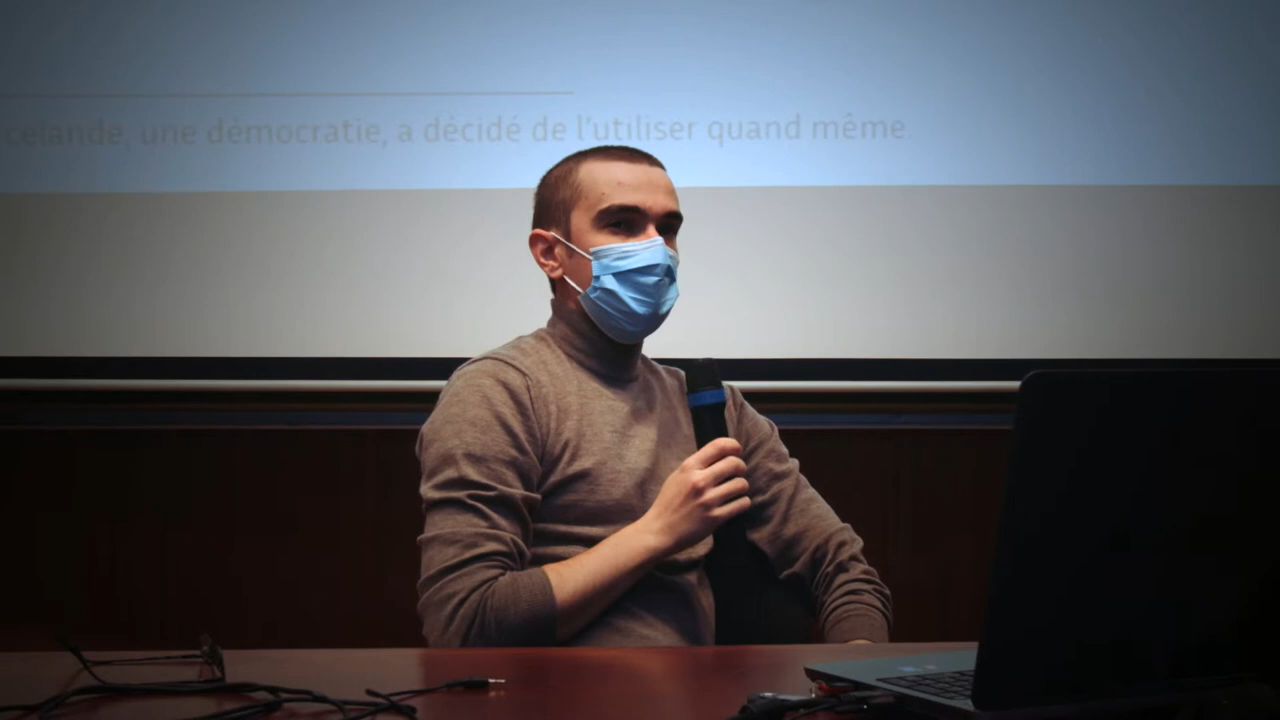 celande, une démocratie, a décidé de l'utiliser quand même.